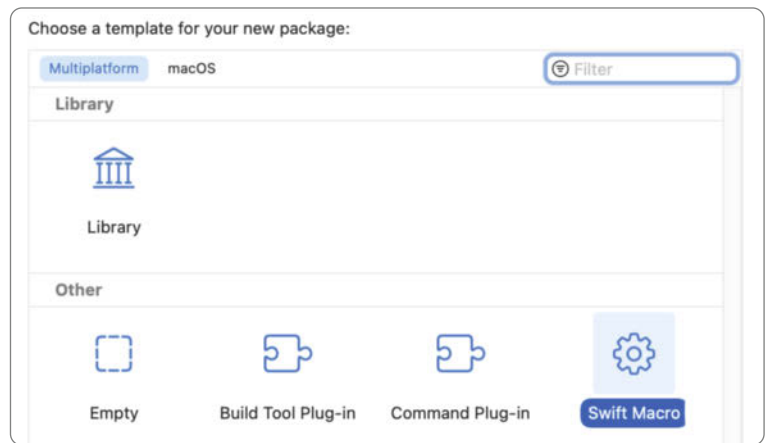 Choose a template for your new package:
Multiplatform macOS Filter
Library
Library
Other
Empty Build Tool Plug-in Command Plug-in Swift Macro